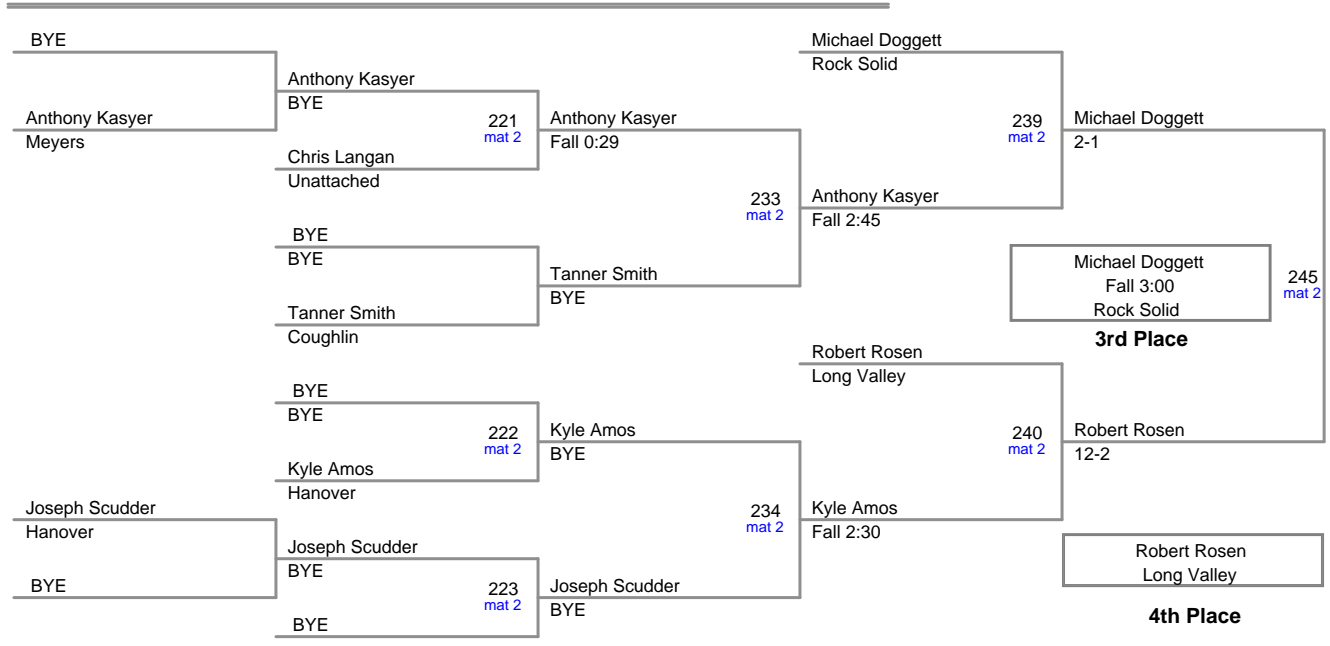 BYE
Anthony Kasyer
Meyers
Joseph Scudder
Hanover
BYE
Anthony Kasyer
BYE
221
mat 2
Chris Langan
Unattached
BYE
BYE
Tanner Smith
Coughlin
BYE
BYE
222
mat 2
Kyle Amos
Hanover
Joseph Scudder
BYE
223
mat 2
BYE
Anthony Kasyer
Fall 0:29
233
mat 2
Tanner Smith
BYE
Kyle Amos
BYE
234
mat 2
Joseph Scudder
BYE
Michael Doggett
Rock Solid
239
mat 2
Anthony Kasyer
Fall 2:45
Robert Rosen
Long Valley
240
mat 2
Kyle Amos
Fall 2:30
Michael Doggett
2-1
Michael Doggett
Fall 3:00
Rock Solid
3rd Place
245
mat 2
Robert Rosen
12-2
Robert Rosen
Long Valley
4th Place